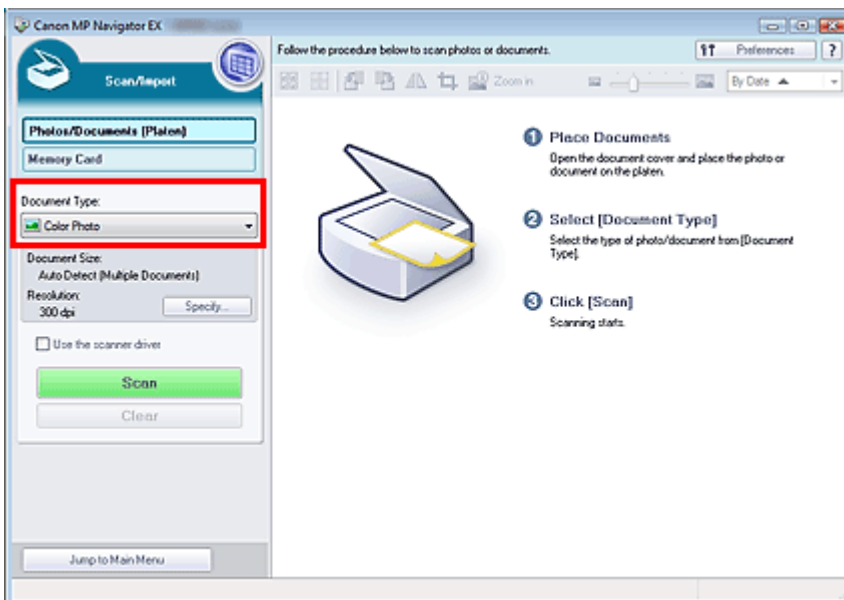 Canon MP Navigator EX
Scan/Import
Photos/Documents (Platen)
Memory Card
Document Type:
Color Photo
Document Size:
Auto Detect (Multiple Documents)
Resolution:
300 dpi
Specify...
Use the scanner driver
Scan
Clear
Jump to Main Menu
Follow the procedure below to scan photos or documents.
Preferences
?
Zoom in
By Date
1 Place Documents
Open the document cover and place the photo or
document on the platen.
2 Select [Document Type]
Select the type of photo/document from [Document
Type].
3 Click [Scan]
Scanning starts.